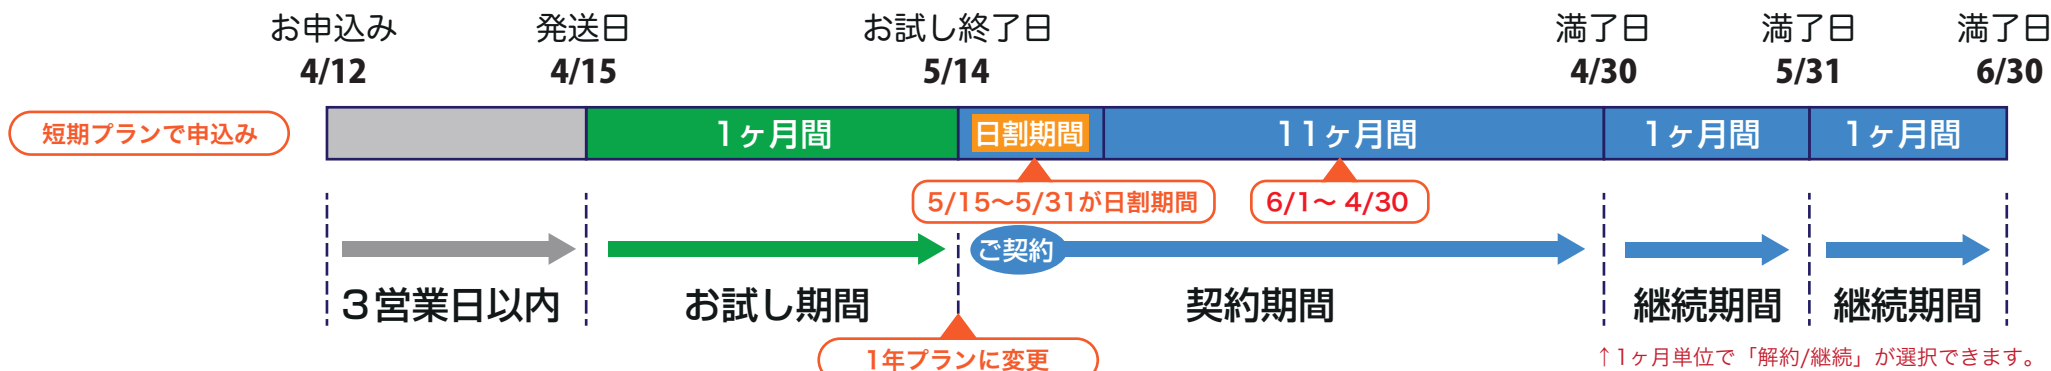 お申込み
4/12
発送日
4/15
お試し終了日
5/14
満了日
4/30
満了日
5/31
満了日
6/30
短期プランで申込み
1ヶ月間
日割期間
11ヶ月間
1ヶ月間
1ヶ月間
5/15〜5/31が日割期間
6/1〜 4/30
ご契約
3営業日以内
お試し期間
契約期間
継続期間
継続期間
1年プランに変更
↑1ヶ月単位で「解約/継続」が選択できます。